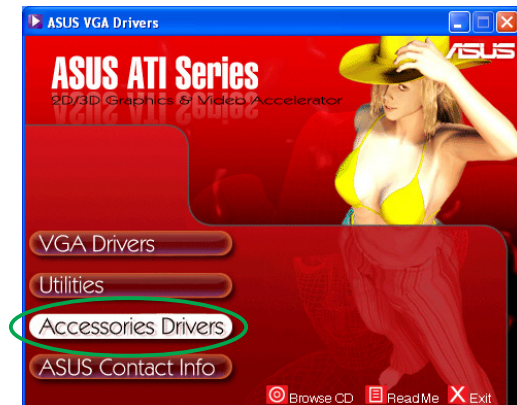 ASUS VGA Drivers
ASUS
ASUS ATI Series
2D/3D Graphics & Video Accelerator
VGA Drivers
Utilities
Accessories Drivers
ASUS Contact Info
Browse CD ReadMe Exit